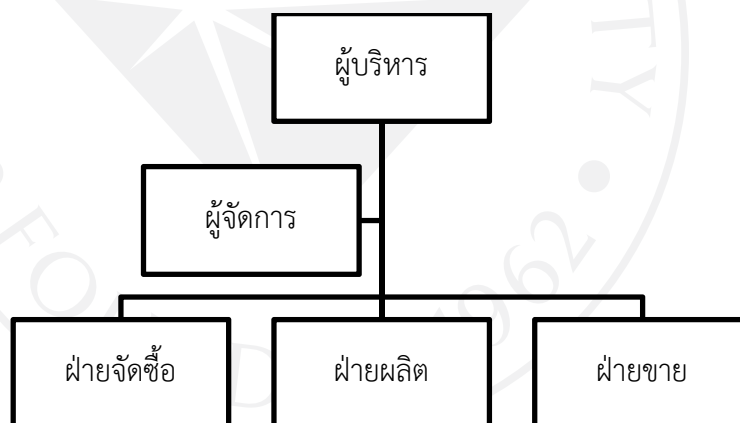 ผู้บริหาร
ผู้จัดการ
ฝ่ายจัดซื้อ
ฝ่ายผลิต
ฝ่ายขาย